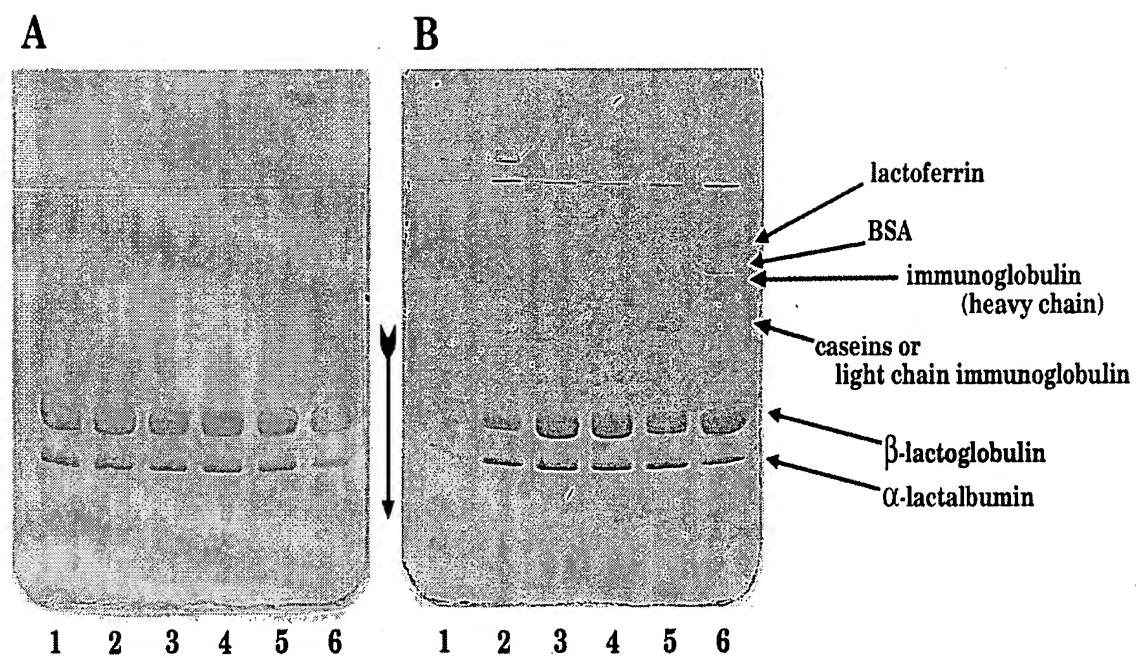 A
B
lactoferrin
BSA
immunoglobulin
(heavy chain)
caseins or
light chain immunoglobulin
β-lactoglobulin
α-lactalbumin
1 2 3 4 5 6
1 2 3 4 5 6